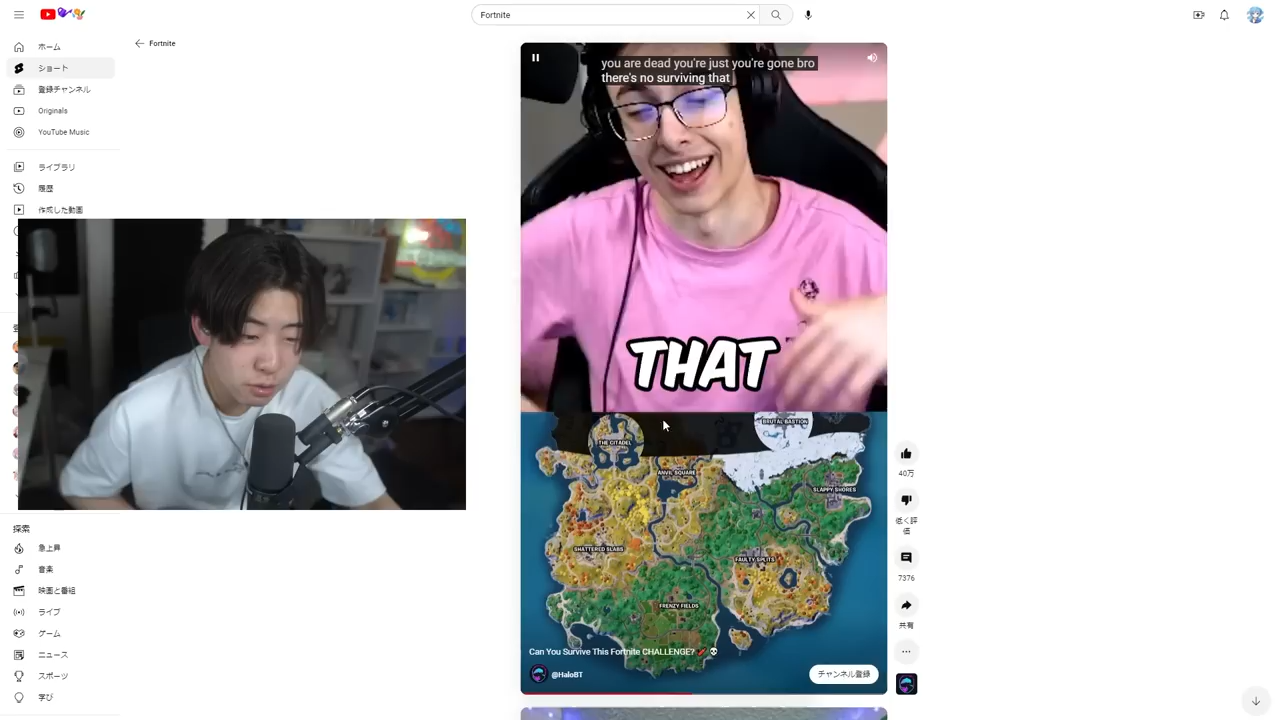 Fortnite
ホーム
Fortnite
ショート
you are dead you're just you're gone bro
there's no surviving that
登録チャンネル
Originals
YouTube Music
ライブラリ
履歴
作成した動画
THAT
THE CITADEL
BRUTAL BASTION
ANVIL SQUARE
SLAPPY SHORES
SHATTERED SLABS
FAULTY SPLITS
FRENZY FIELDS
40万
低く評
価
7376
共有
探索
急上昇
音楽
映画と番組
ライブ
ゲーム
ニュース
スポーツ
学び
Can You Survive This Fortnite CHALLENGE?
@HaloBT
チャンネル登録